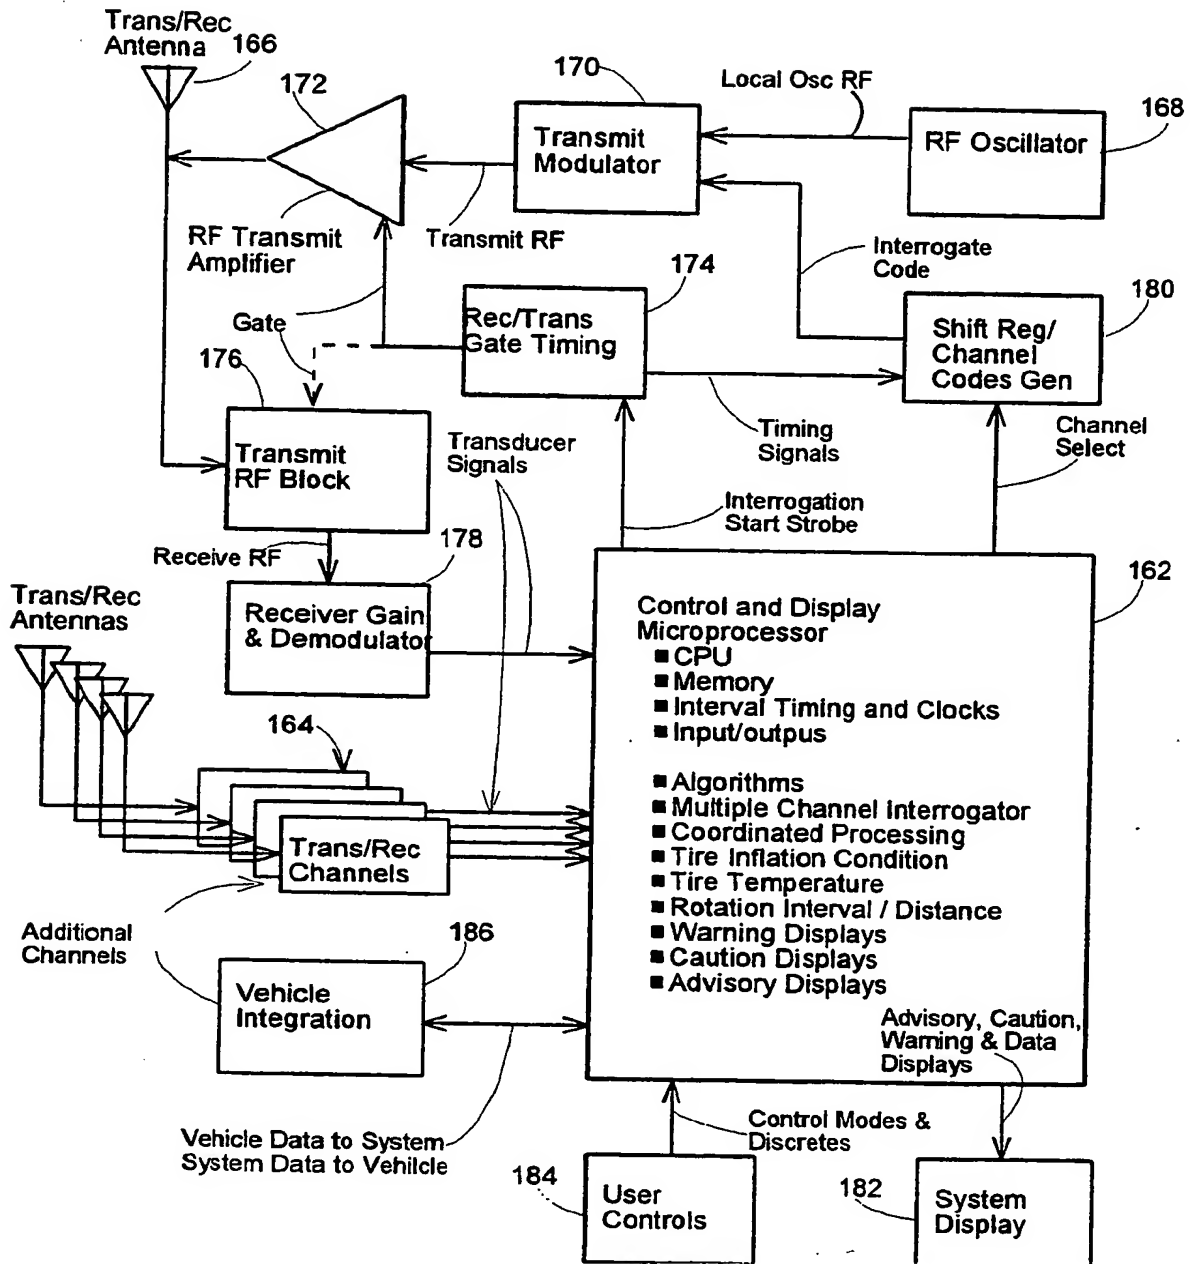 Trans/Rec
Antenna
166
172
170
Local Osc RF
168
Transmit
Modulator
RF Oscillator
RF Transmit
Amplifier
Transmit RF
174
Interrogate
Code
180
Gate
Rec/Trans
Gate Timing
Shift Reg/
Channel
Codes Gen
176
Transmit
RF Block
Transducer
Signals
Timing
Signals
Channel
Select
Interrogation
Start Strobe
Receive RF
178
162
Trans/Rec
Antennas
Receiver Gain
& Demodulator
Control and Display
Microprocessor
■ CPU
■ Memory
■ Interval Timing and Clocks
■ Input/outpus
■ Algorithms
■ Multiple Channel Interrogator
■ Coordinated Processing
■ Tire Inflation Condition
■ Tire Temperature
■ Rotation Interval / Distance
■ Warning Displays
■ Caution Displays
■ Advisory Displays
164
Trans/Rec
Channels
Additional
Channels
186
Vehicle
Integration
Advisory, Caution,
Warning & Data
Displays
Vehicle Data to System
System Data to Vehilcle
Control Modes &
Discretes
184
User
Controls
182
System
Display